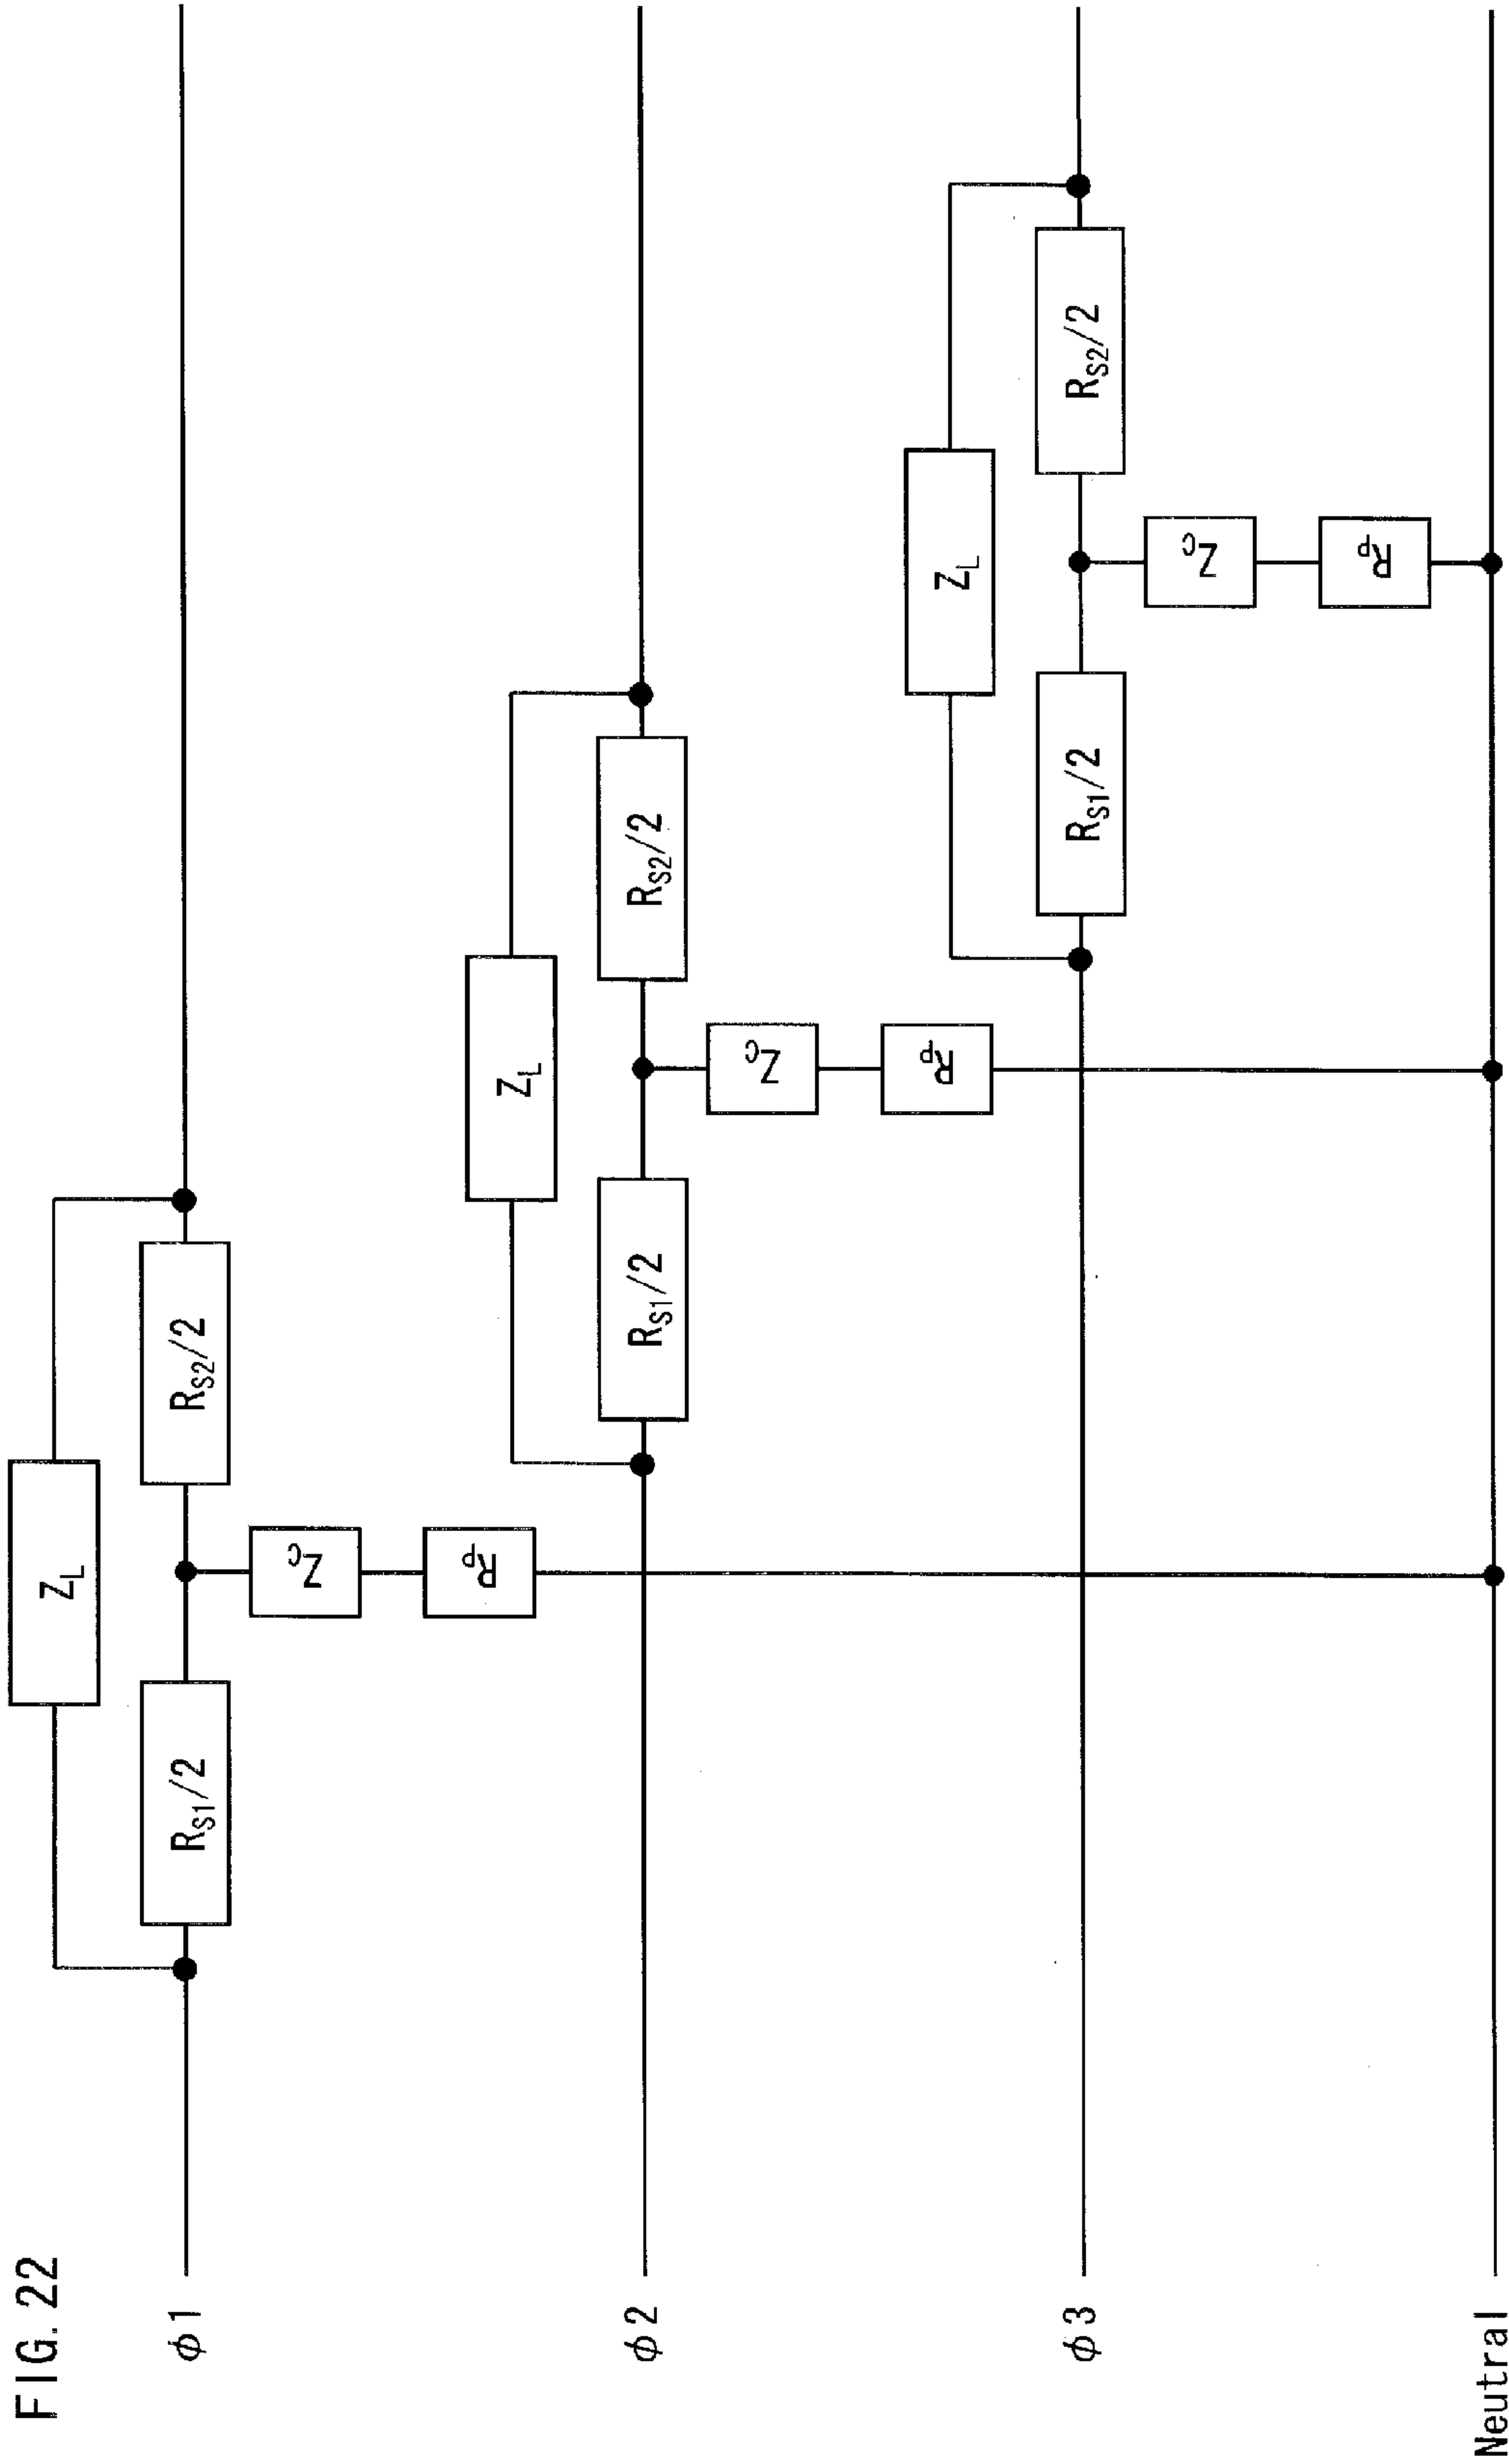 FIG. 22
φ1
Z_L
R_S1/2
R_S2/2
Z_C
R_P
φ2
Z_L
R_S1/2
R_S2/2
Z_C
R_P
φ3
Z_L
R_S1/2
R_S2/2
Z_C
R_P
Neutral